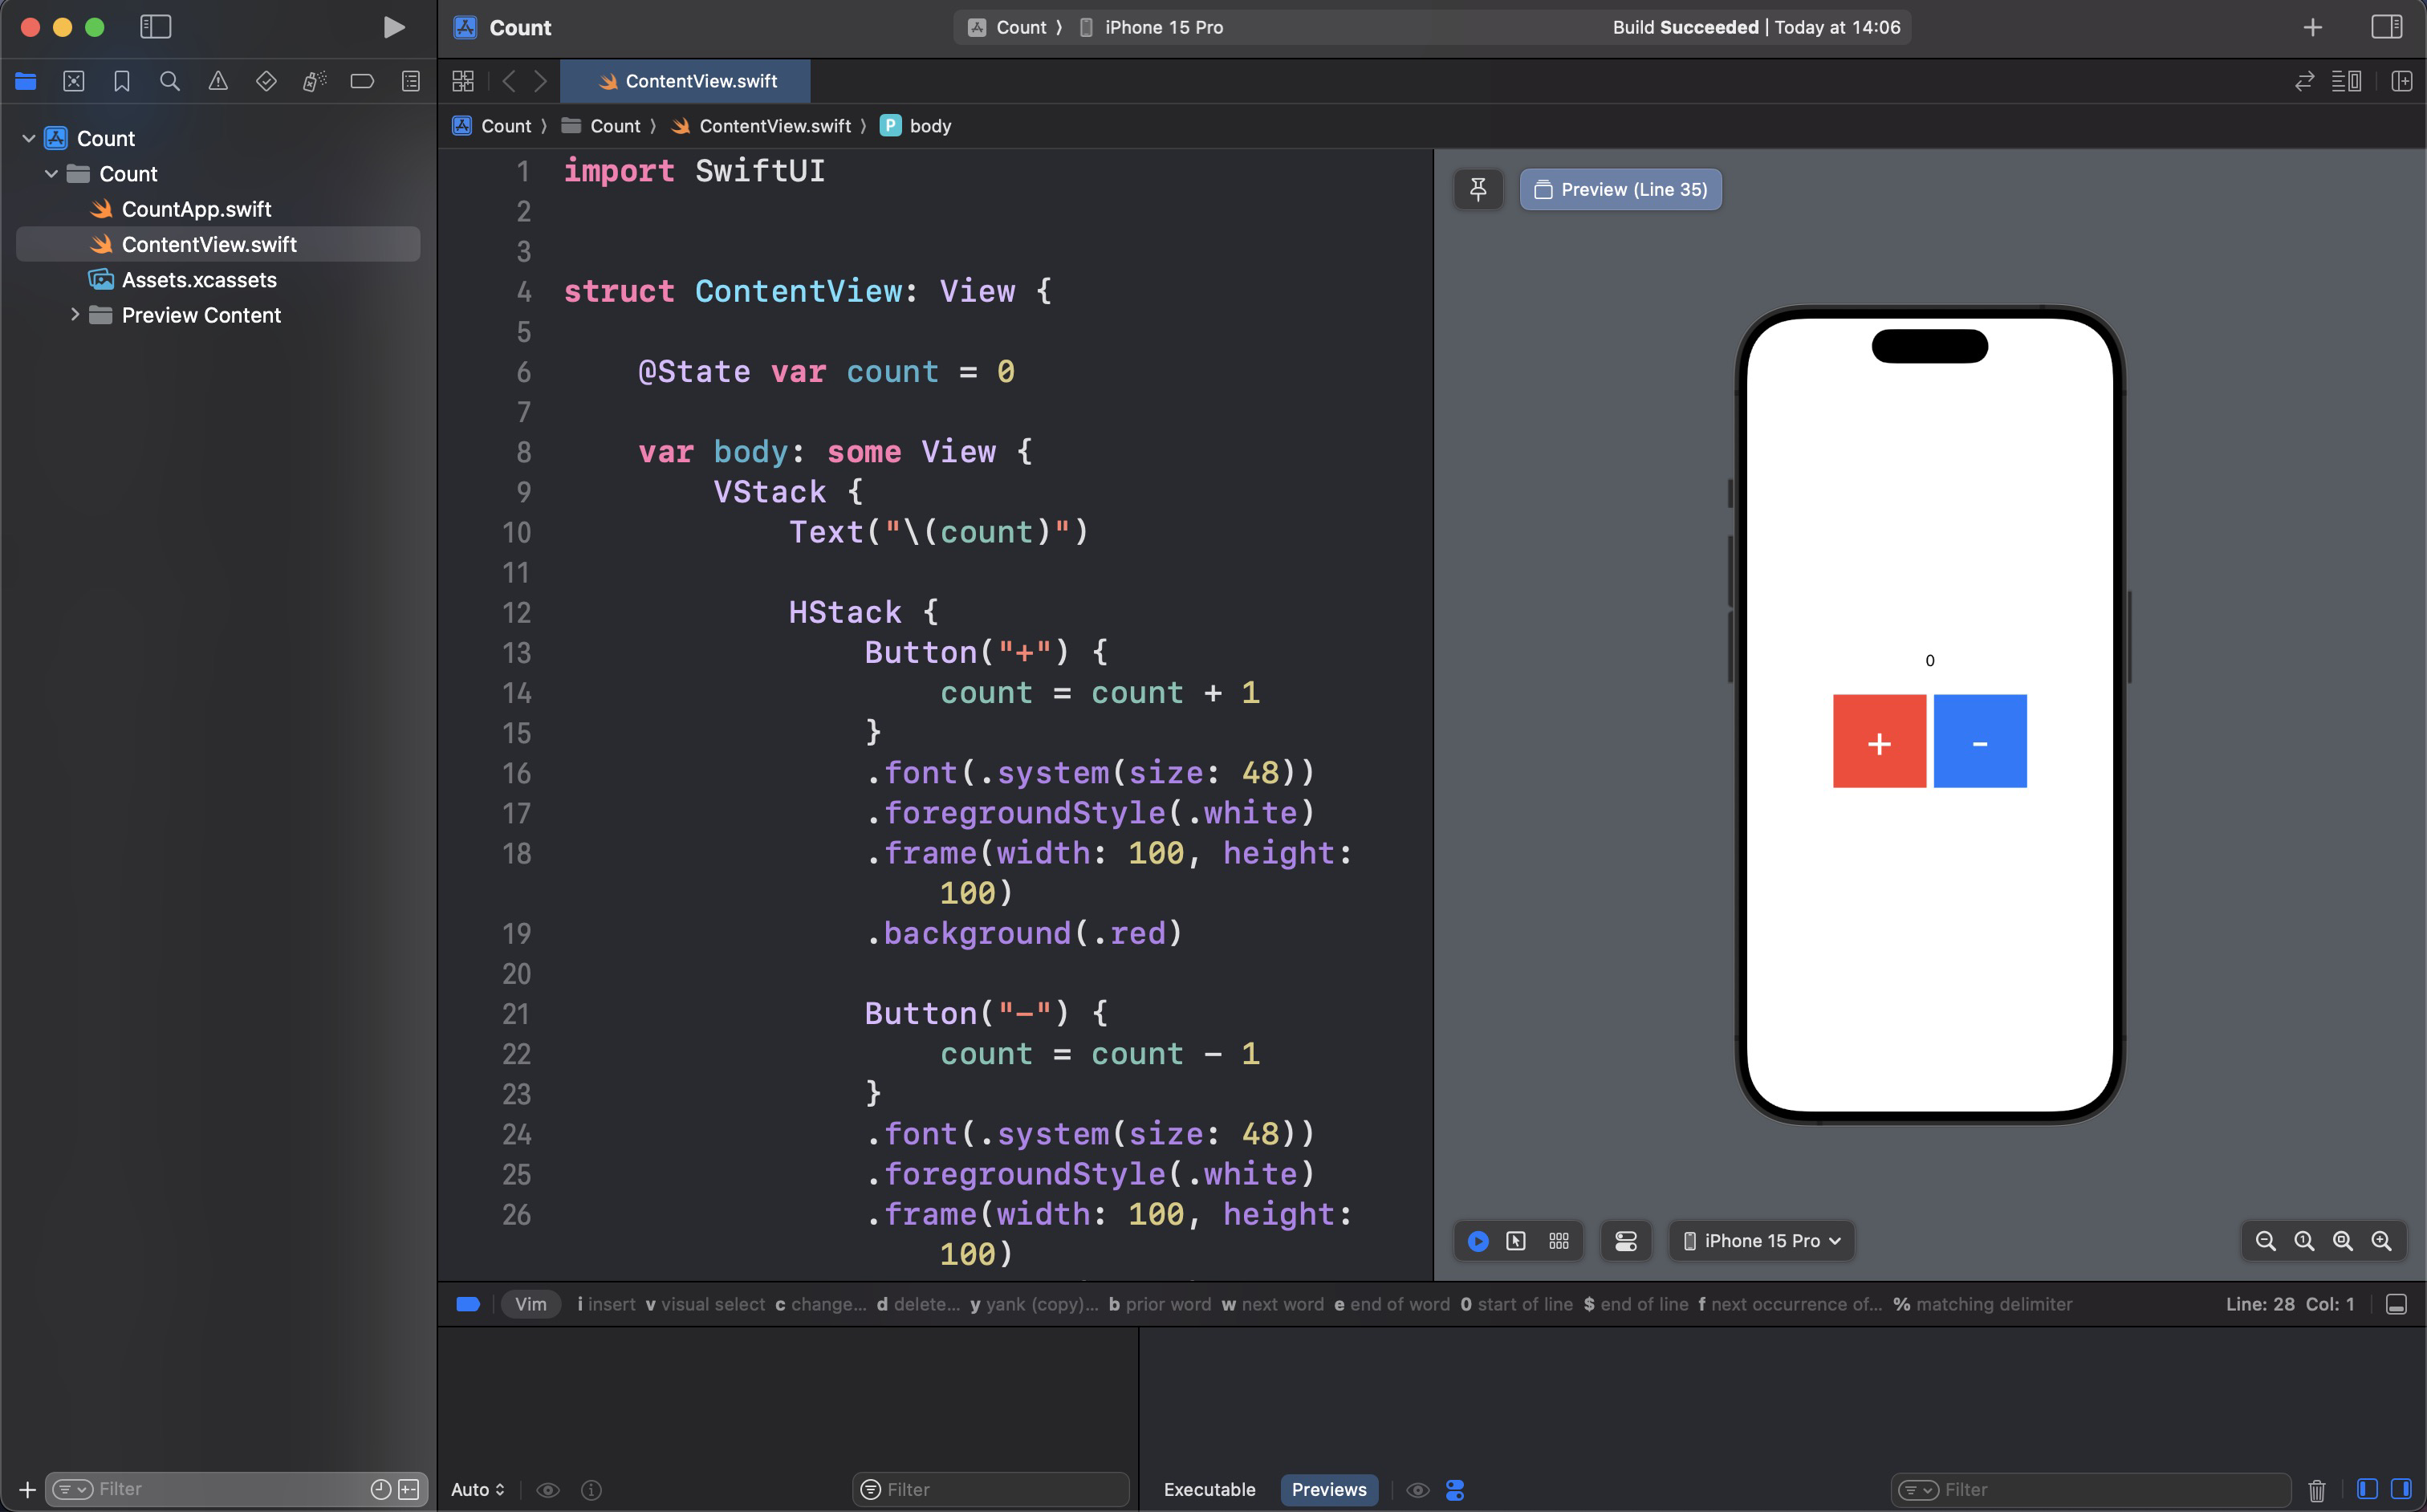 Count
Count 〉 iPhone 15 Pro
Build Succeeded | Today at 14:06
ContentView.swift
Count 〉 Count 〉 ContentView.swift 〉 P body
Count
Count
CountApp.swift
ContentView.swift
Assets.xcassets
Preview Content
1 import SwiftUI
2
3
4 struct ContentView: View {
5
6 @State var count = 0
7
8 var body: some View {
9 VStack {
10 Text("\(count)")
11
12 HStack {
13 Button("+") {
14 count = count + 1
15 }
16 .font(.system(size: 48))
17 .foregroundStyle(.white)
18 .frame(width: 100, height:
100)
19 .background(.red)
20
21 Button("-") {
22 count = count - 1
23 }
24 .font(.system(size: 48))
25 .foregroundStyle(.white)
26 .frame(width: 100, height:
100)
Preview (Line 35)
0
+ -
iPhone 15 Pro
Vim i insert v visual select c change... d delete... y yank (copy)... b prior word w next word e end of word 0 start of line $ end of line f next occurrence of... % matching delimiter
Line: 28 Col: 1
Filter
Auto
Filter
Executable Previews
Filter